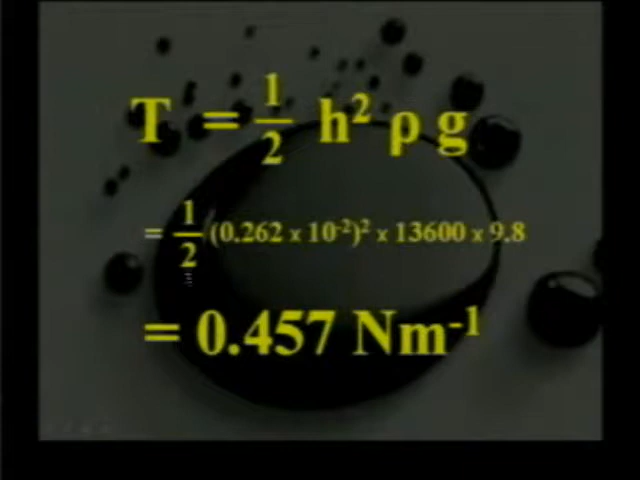 T = 1/2 h² ρ g
= 1/2 (0.262 x 10⁻²)² x 13600 x 9.8
= 0.457 Nm⁻¹